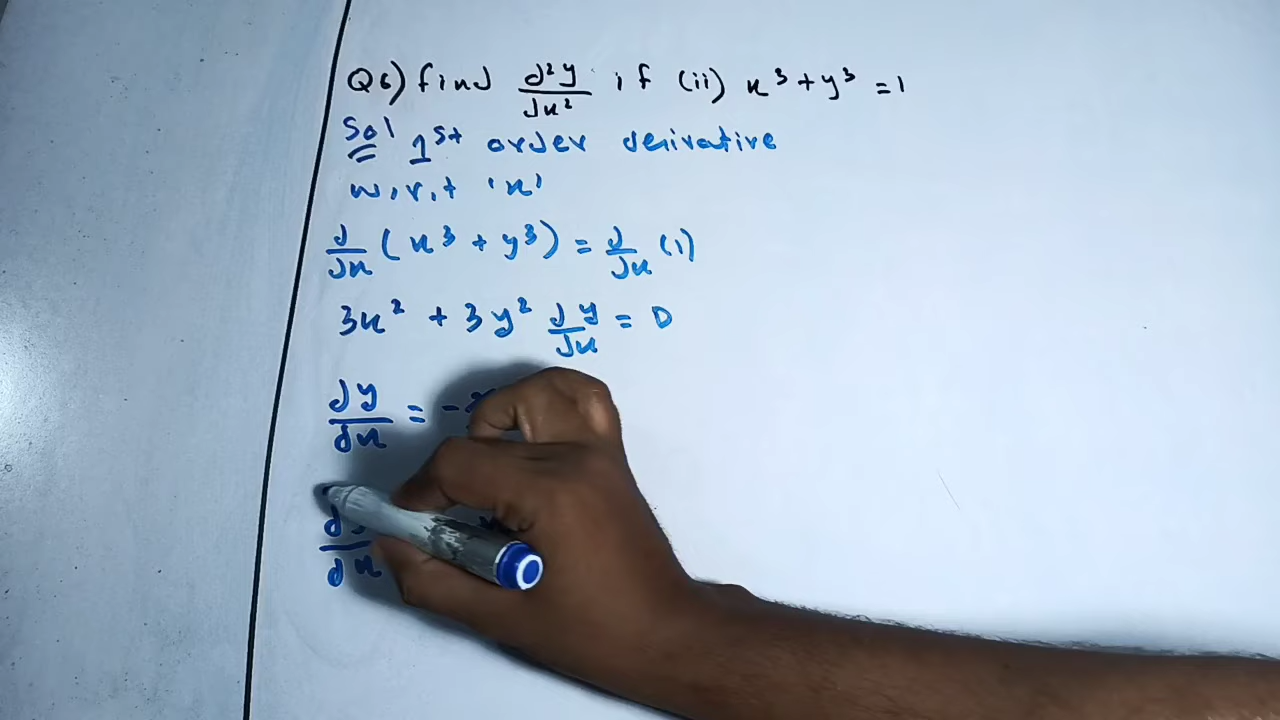 Q6) find d²y/dx² if (ii) x³ + y³ = 1
Sol 1st order derivative
w.r.t 'x'
d/dx (x³ + y³) = d/dx (1)
3x² + 3y² dy/dx = 0
dy/dx = -
dx